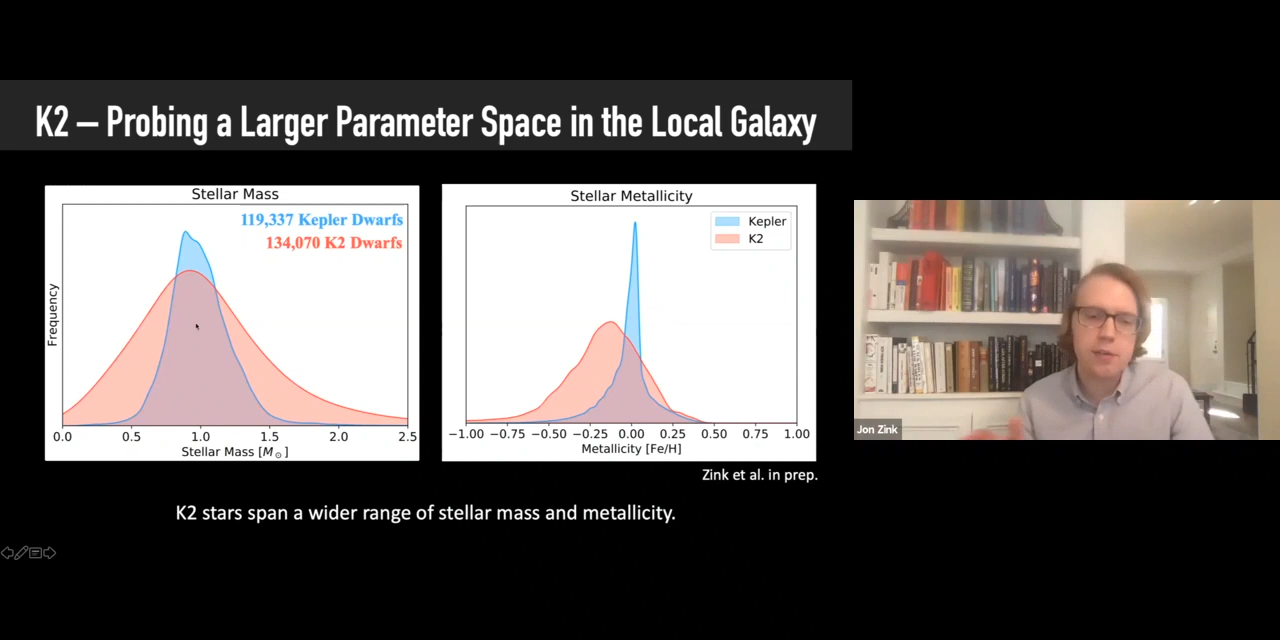 K2 – Probing a Larger Parameter Space in the Local Galaxy
Stellar Mass
119,337 Kepler Dwarfs
134,070 K2 Dwarfs
Frequency
0.0 0.5 1.0 1.5 2.0 2.5
Stellar Mass [M⊙]
Stellar Metallicity
Kepler
K2
−1.00 −0.75 −0.50 −0.25 0.00 0.25 0.50 0.75 1.00
Metallicity [Fe/H]
Zink et al. in prep.
K2 stars span a wider range of stellar mass and metallicity.
Jon Zink